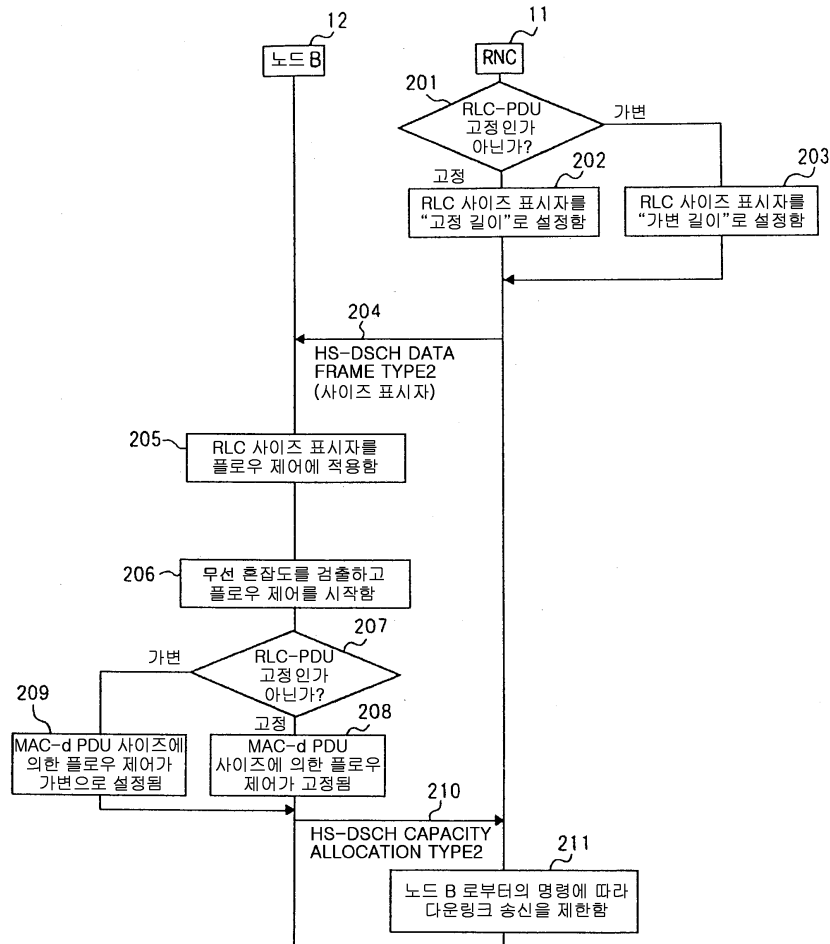 12
노드 B
11
RNC
201
RLC-PDU
고정인가
아닌가?
가변
고정
202
RLC 사이즈 표시자를
“고정 길이”로 설정함
203
RLC 사이즈 표시자를
“가변 길이”로 설정함
204
HS-DSCH DATA
FRAME TYPE2
(사이즈 표시자)
205
RLC 사이즈 표시자를
플로우 제어에 적용함
206
무선 혼잡도를 검출하고
플로우 제어를 시작함
207
RLC-PDU
고정인가
아닌가?
가변
고정
209
MAC-d PDU 사이즈에
의한 플로우 제어가
가변으로 설정됨
208
MAC-d PDU
사이즈에 의한 플로우
제어가 고정됨
210
HS-DSCH CAPACITY
ALLOCATION TYPE2
211
노드 B 로부터의 명령에 따라
다운링크 송신을 제한함